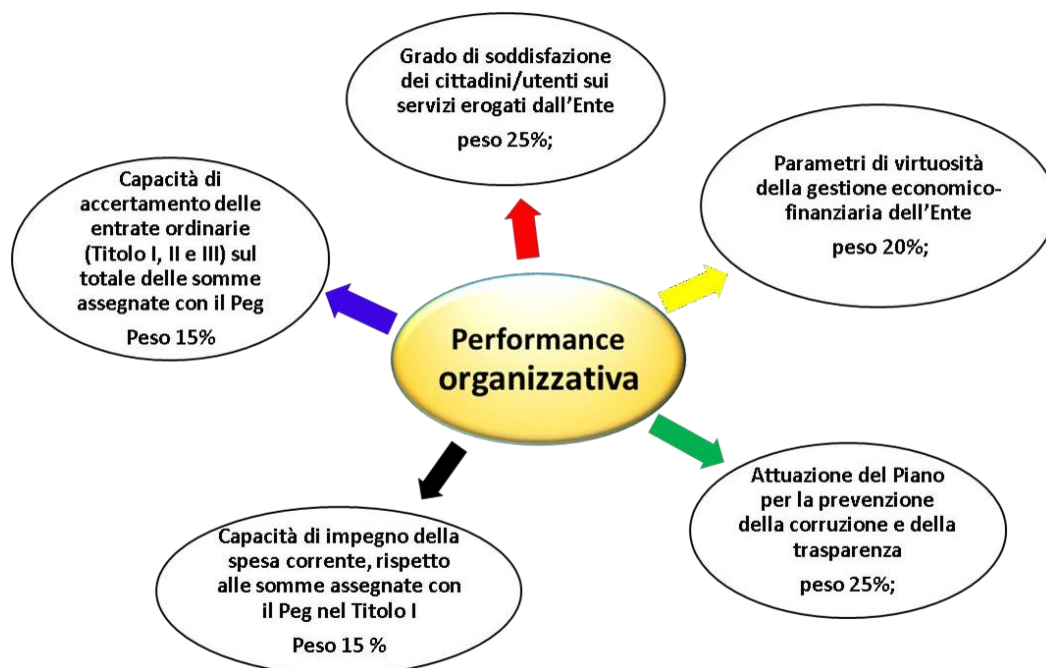 Grado di soddisfazione
dei cittadini/utenti sui
servizi erogati dall'Ente
peso 25%;
Parametri di virtuosità
della gestione economico-
finanziaria dell'Ente
peso 20%;
Capacità di
accertamento delle
entrate ordinarie
(Titolo I, II e III) sul
totale delle somme
assegnate con il Peg
Peso 15%
Performance
organizzativa
Attuazione del Piano
per la prevenzione
della corruzione e della
trasparenza
peso 25%;
Capacità di impegno della
spesa corrente, rispetto
alle somme assegnate con
il Peg nel Titolo I
Peso 15 %